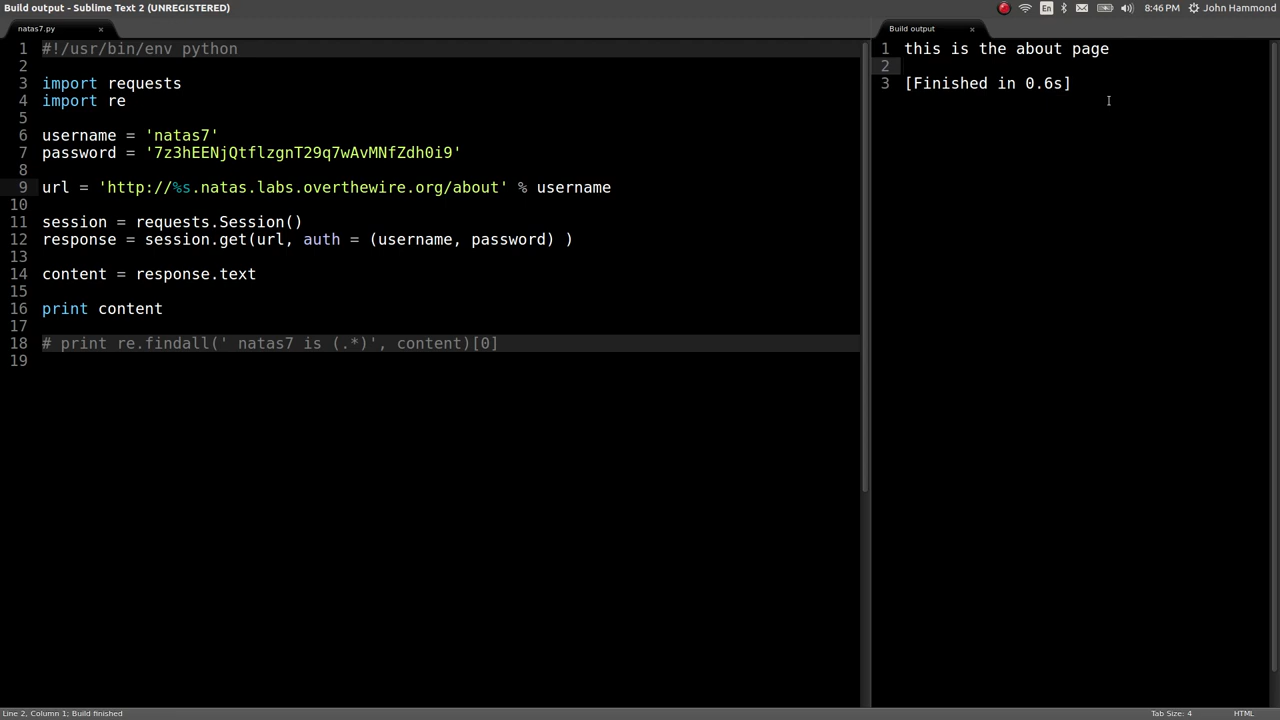 Build output - Sublime Text 2 (UNREGISTERED)
En
8:46 PM
John Hammond
natas7.py ×
1 #!/usr/bin/env python
2
3 import requests
4 import re
5
6 username = 'natas7'
7 password = '7z3hEENjQtflzgnT29q7wAvMNfZdh0i9'
8
9 url = 'http://%s.natas.labs.overthewire.org/about' % username
10
11 session = requests.Session()
12 response = session.get(url, auth = (username, password) )
13
14 content = response.text
15
16 print content
17
18 # print re.findall(' natas7 is (.*)', content)[0]
19
Build output ×
1 this is the about page
2
3 [Finished in 0.6s]
Line 2, Column 1; Build finished
Tab Size: 4
HTML